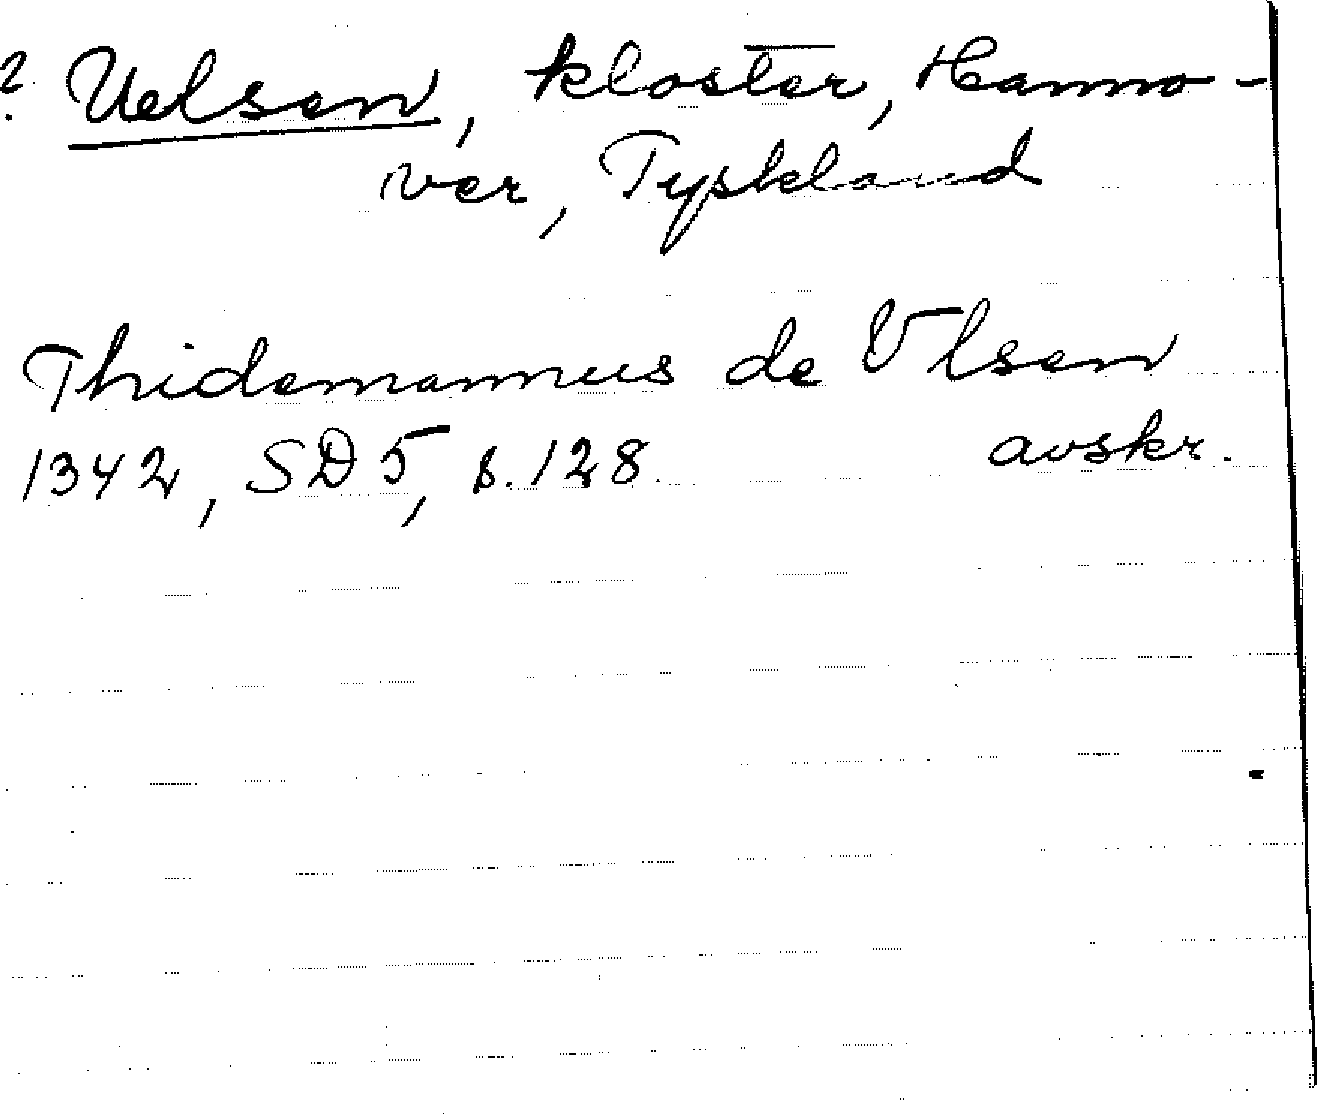 ? Uelsen, kloster, Hanno-
ver, Tyskland
Thidemannus de Vlsen
1342, SD 5, s. 128. avskr.